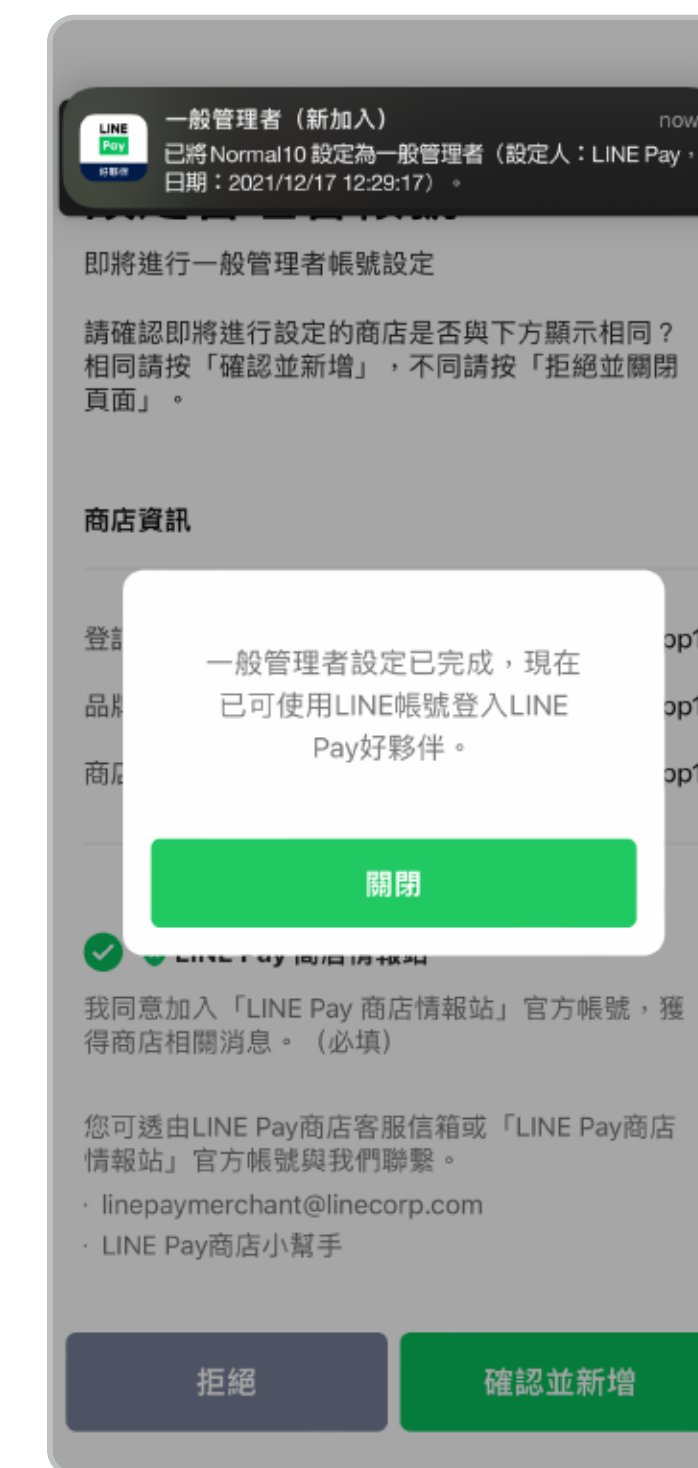 LINE
Pay
好夥伴
一般管理者（新加入）
now
已將Normal10 設定為一般管理者（設定人：LINE Pay，
日期：2021/12/17 12:29:17）。
即將進行一般管理者帳號設定
請確認即將進行設定的商店是否與下方顯示相同？
相同請按「確認並新增」，不同請按「拒絕並關閉
頁面」。
商店資訊
一般管理者設定已完成，現在
已可使用LINE帳號登入LINE
Pay好夥伴。
關閉
LINE Pay 商店情報站
我同意加入「LINE Pay 商店情報站」官方帳號，獲
得商店相關消息。（必填）
您可透由LINE Pay商店客服信箱或「LINE Pay商店
情報站」官方帳號與我們聯繫。
· linepaymerchant@linecorp.com
· LINE Pay商店小幫手
拒絕
確認並新增